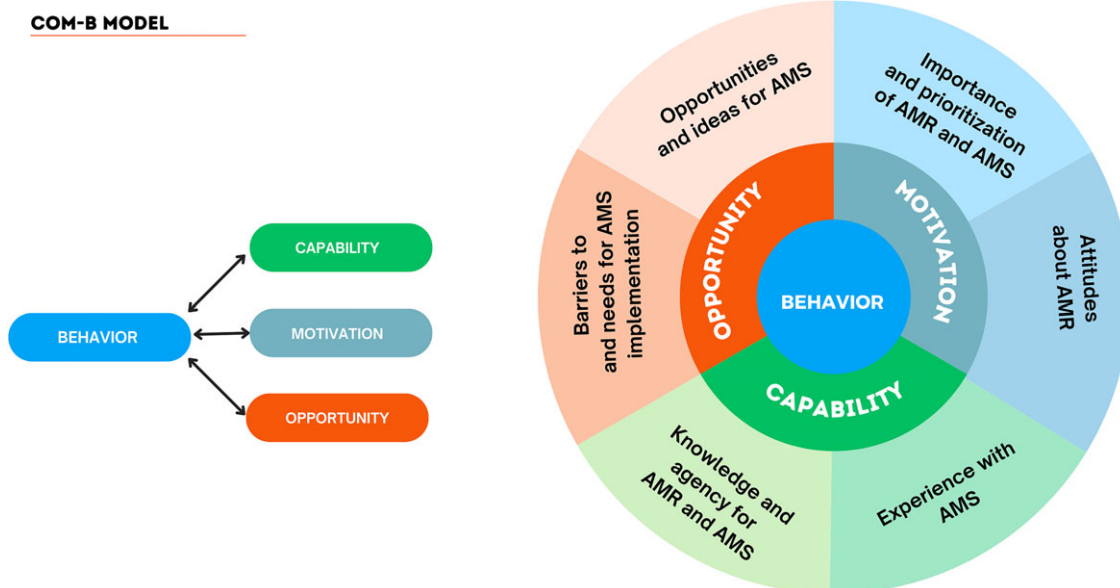 COM-B MODEL
BEHAVIOR
CAPABILITY
MOTIVATION
OPPORTUNITY
Opportunities
and ideas for AMS
Importance
and prioritization
of AMR and AMS
Barriers to
and needs for AMS
implementation
Attitudes
about AMR
OPPORTUNITY
MOTIVATION
BEHAVIOR
CAPABILITY
Knowledge and
agency for
AMR and AMS
Experience with
AMS